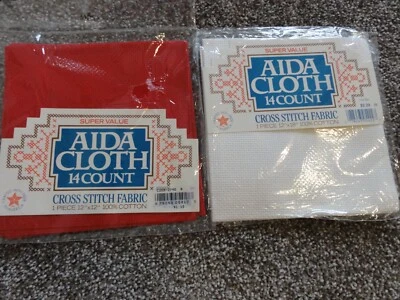 SUPER VALUE
AIDA
CLOTH
14 COUNT
CROSS STITCH FABRIC
1 PIECE 12"x12" 100% COTTON
SUPER VALUE
AIDA
CLOTH
14 COUNT
CROSS STITCH FABRIC